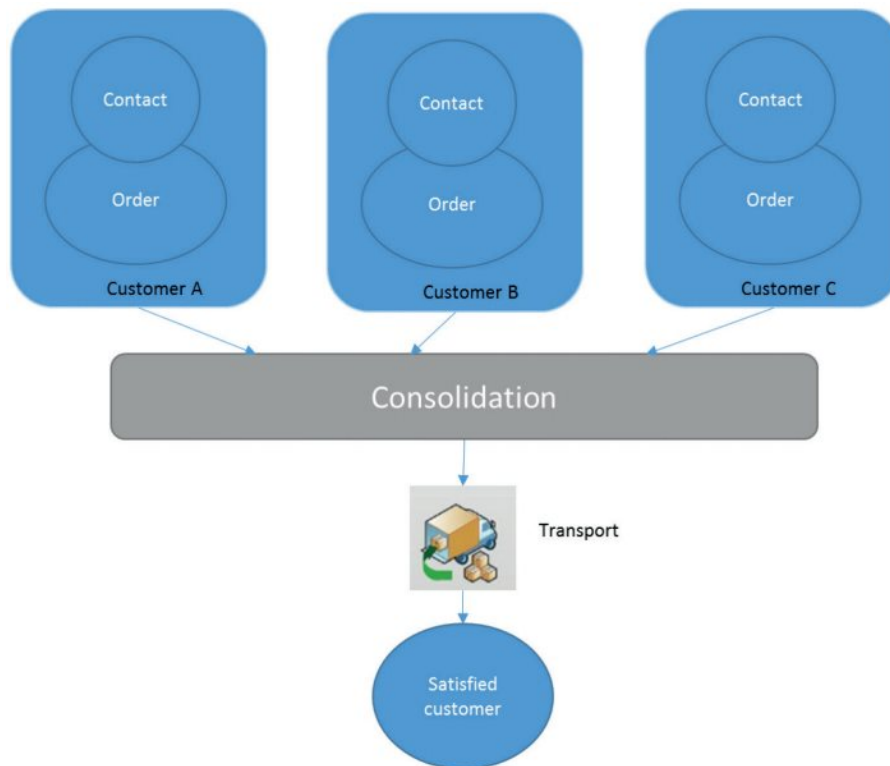 Contact
Order
Customer A
Contact
Order
Customer B
Contact
Order
Customer C
Consolidation
Transport
Satisfied
customer